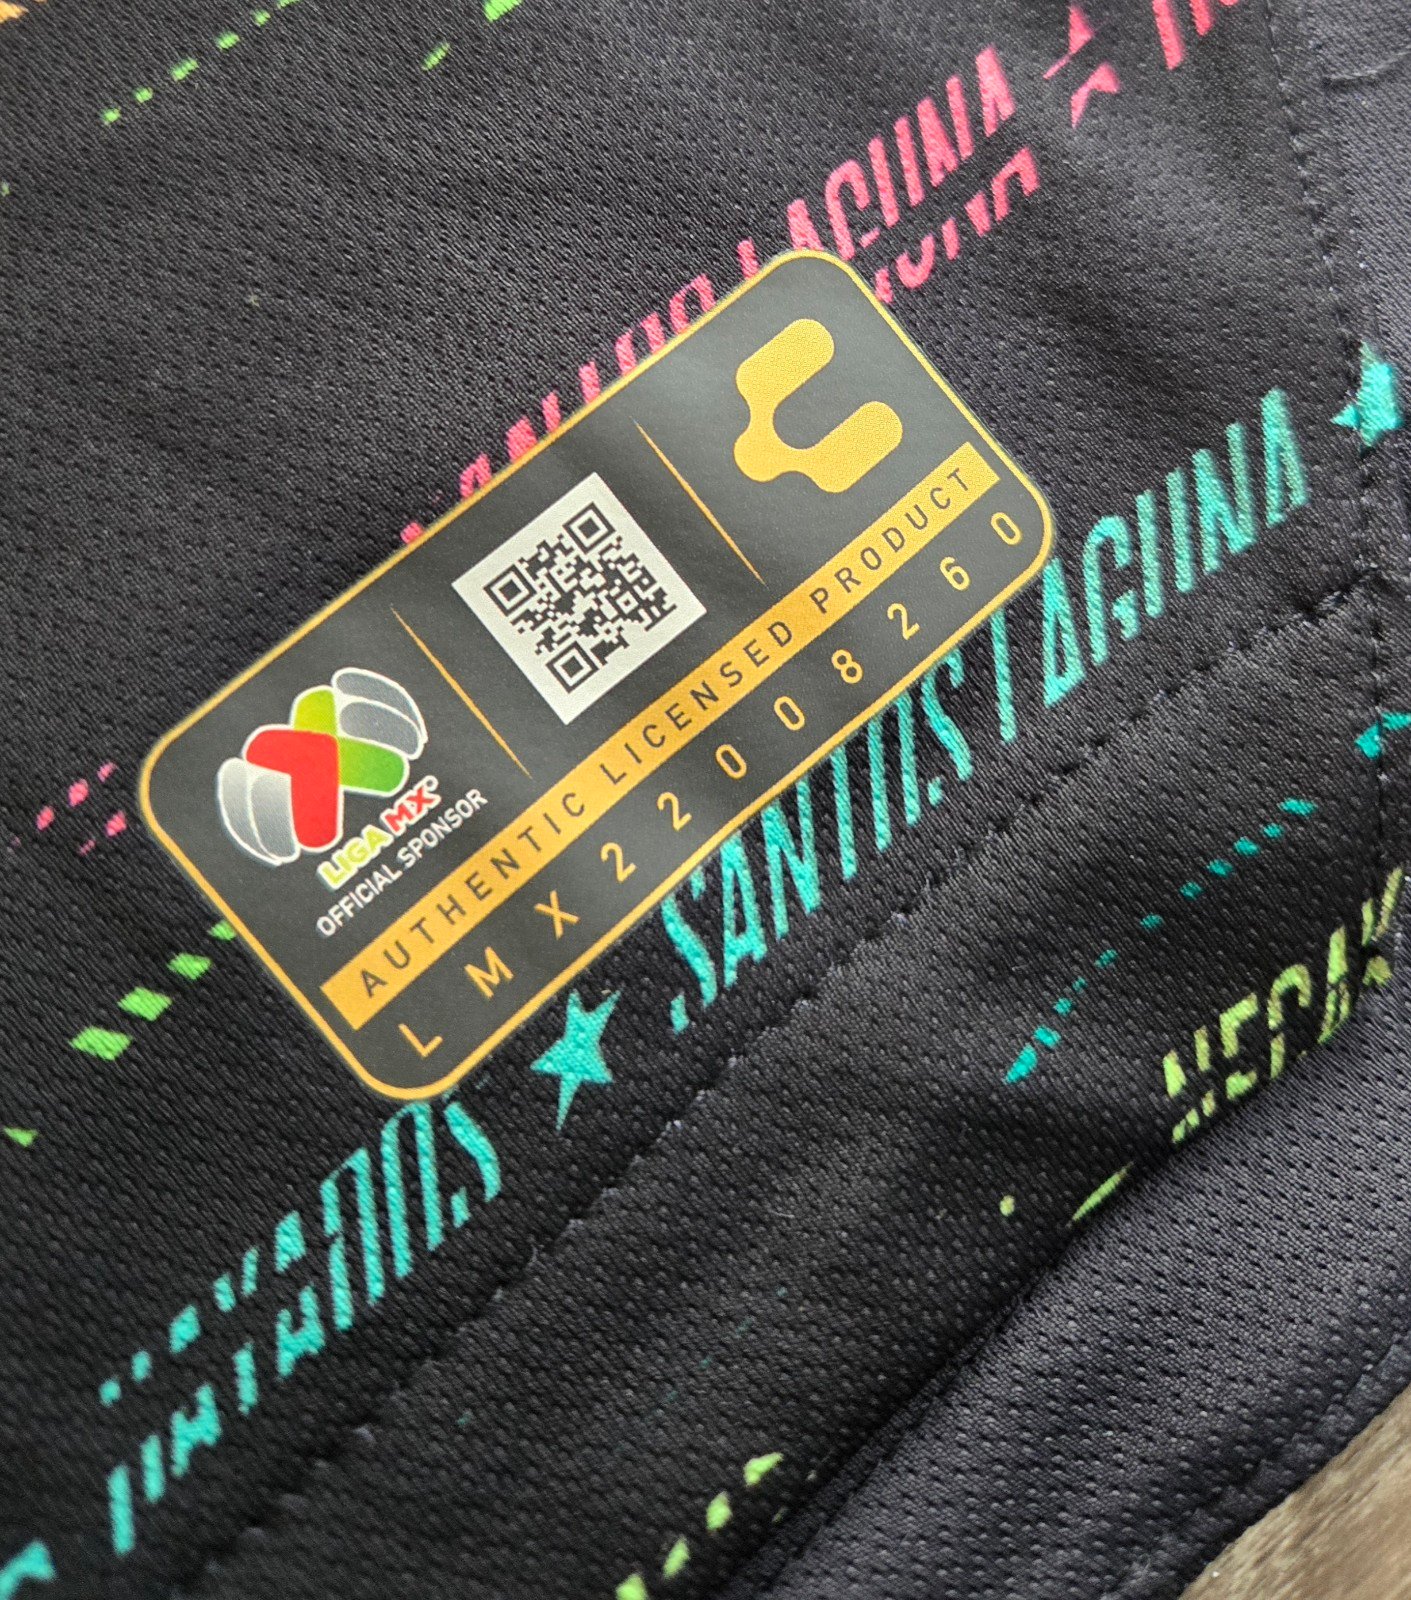 LAGUNA
LIGA MX
OFFICIAL SPONSOR
AUTHENTIC LICENSED PRODUCT
LMX22008260
SANTOS LAGUNA
SANTOS